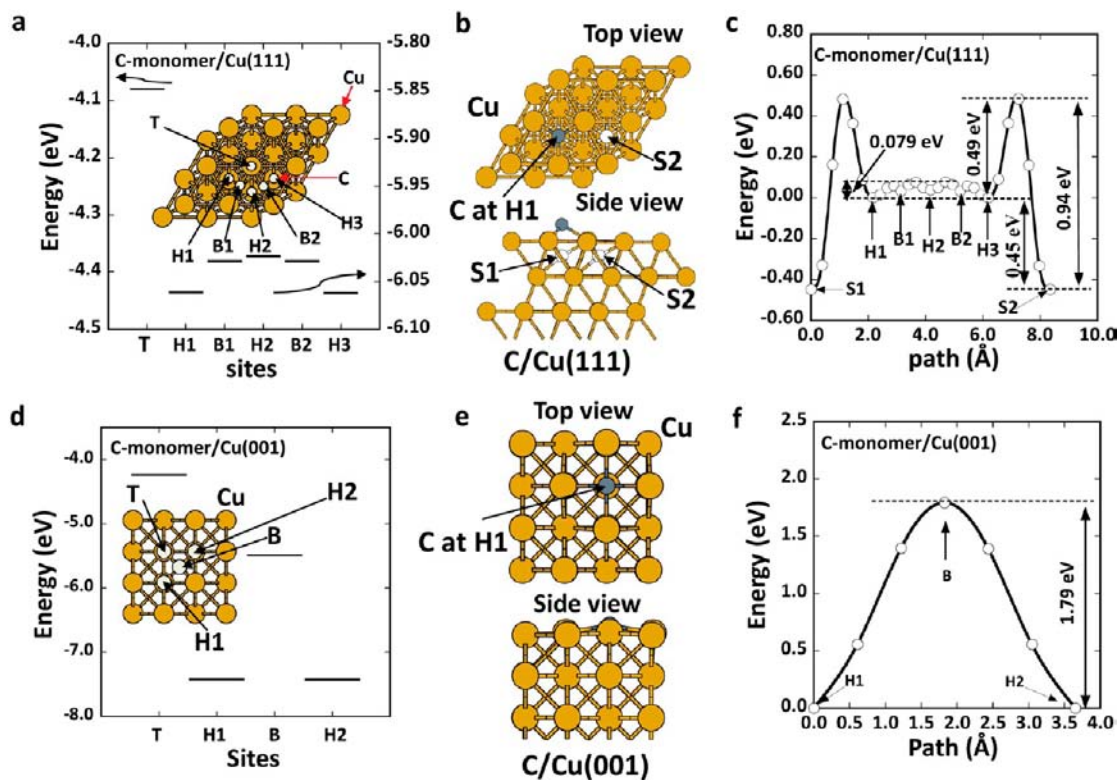 a
-4.0
-4.1
-4.2
-4.3
-4.4
-4.5
Energy (eV)
C-monomer/Cu(111)
Cu
T
C
H1
B1
H2
B2
H3
T H1 B1 H2 B2 H3
sites
-5.80
-5.85
-5.90
-5.95
-6.00
-6.05
-6.10
b
Top view
Cu
S2
C at H1
Side view
S1
S2
C/Cu(111)
c
C-monomer/Cu(111)
0.80
0.60
0.40
0.20
0.00
-0.20
-0.40
-0.60
Energy (eV)
0.079 eV
0.49 eV
0.94 eV
0.45 eV
H1
B1
H2
B2
H3
S1
S2
0.0 2.0 4.0 6.0 8.0 10.0
path (Å)
d
C-monomer/Cu(001)
-4.0
-5.0
-6.0
-7.0
-8.0
Energy (eV)
T
Cu
H2
B
H1
T H1 B H2
Sites
e
Top view
Cu
C at H1
Side view
C/Cu(001)
f
C-monomer/Cu(001)
2.5
2.0
1.5
1.0
0.5
0.0
Energy (eV)
B
1.79 eV
H1
H2
0.0 0.5 1.0 1.5 2.0 2.5 3.0 3.5 4.0
Path (Å)